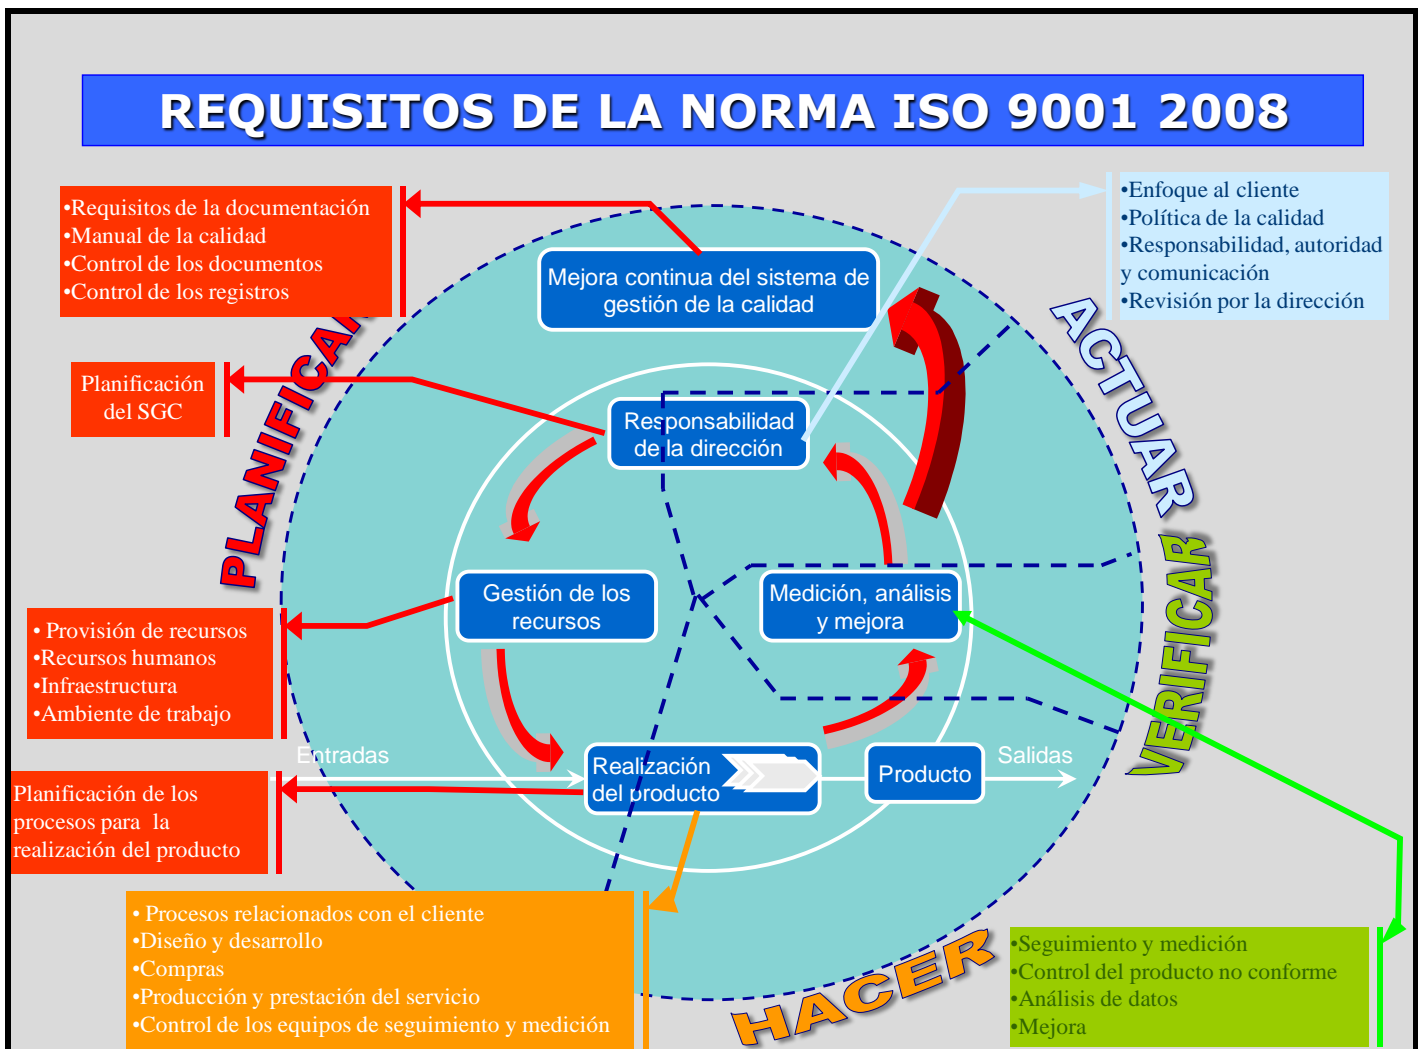 REQUISITOS DE LA NORMA ISO 9001 2008
•Requisitos de la documentación
•Manual de la calidad
•Control de los documentos
•Control de los registros
•Enfoque al cliente
•Política de la calidad
•Responsabilidad, autoridad
y comunicación
•Revisión por la dirección
Mejora continua del sistema de
gestión de la calidad
PLANIFICAR
ACTUAR
Planificación
del SGC
Responsabilidad
de la dirección
VERIFICAR
Gestión de los
recursos
Medición, análisis
y mejora
• Provisión de recursos
•Recursos humanos
•Infraestructura
•Ambiente de trabajo
Entradas
Realización
del producto
Producto
Salidas
Planificación de los
procesos para la
realización del producto
• Procesos relacionados con el cliente
•Diseño y desarrollo
•Compras
•Producción y prestación del servicio
•Control de los equipos de seguimiento y medición
HACER
•Seguimiento y medición
•Control del producto no conforme
•Análisis de datos
•Mejora